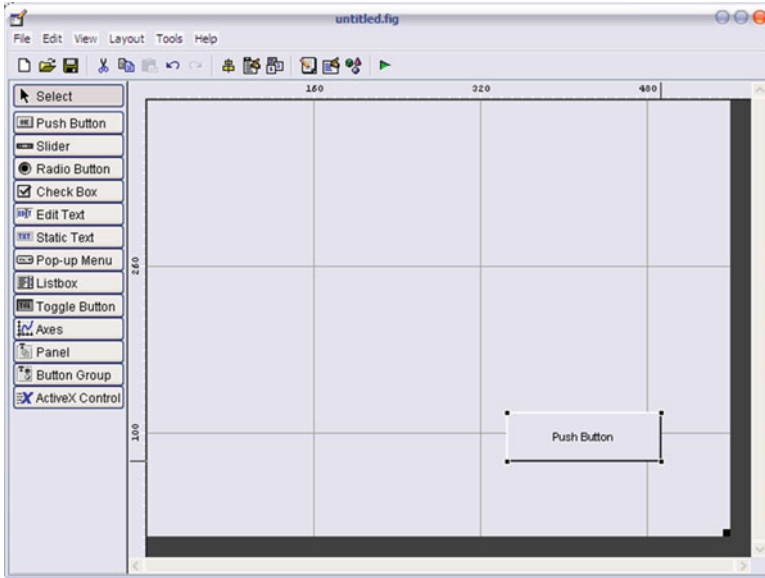 untitled.fig
File Edit View Layout Tools Help
160 320 480
Select
Push Button
Slider
Radio Button
Check Box
Edit Text
Static Text
Pop-up Menu
Listbox
Toggle Button
Axes
Panel
Button Group
ActiveX Control
260
100
Push Button